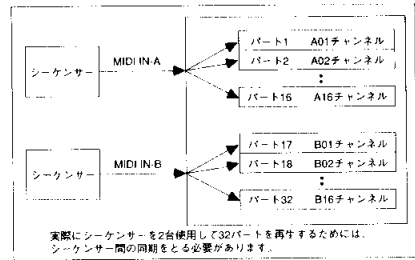 シーケンサー
MIDI IN-A
パート1 A01チャンネル
パート2 A02チャンネル
パート16 A16チャンネル
シーケンサー
MIDI IN-B
パート17 B01チャンネル
パート18 B02チャンネル
パート32 B16チャンネル
実際にシーケンサーを2台使用して32パートを再生するためには、
シーケンサー間の同期をとる必要があります。